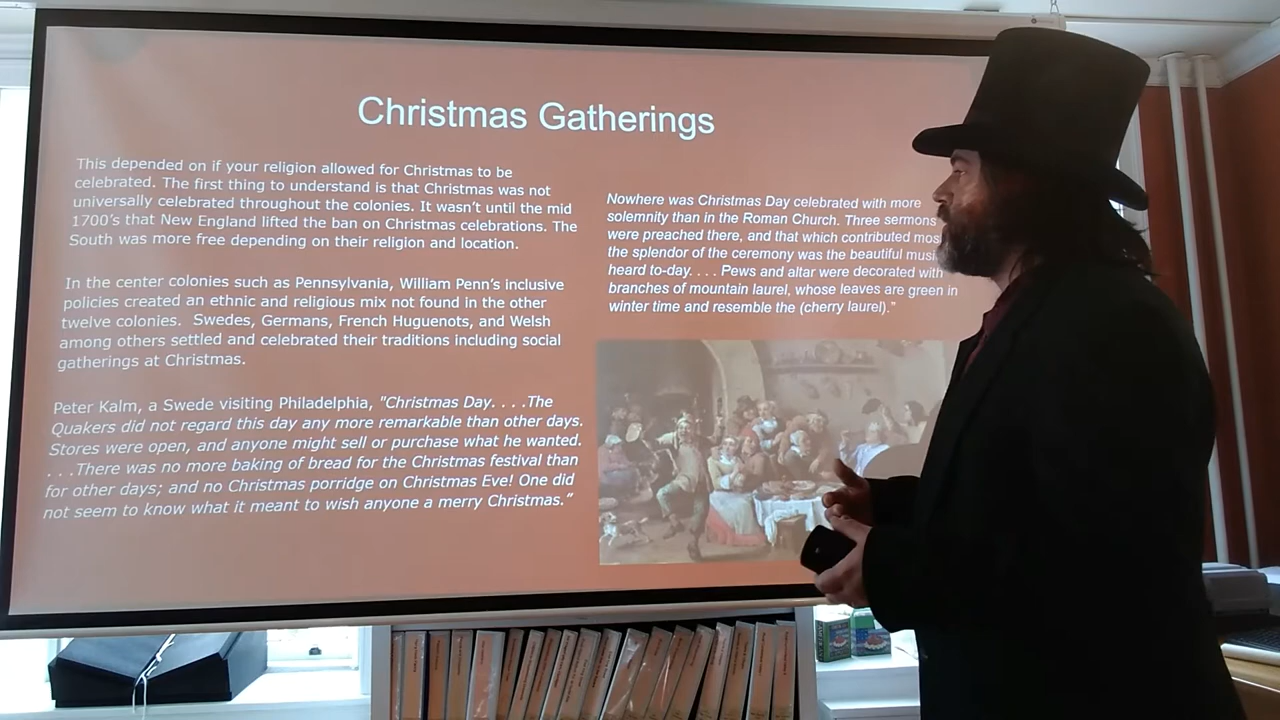 Christmas Gatherings
This depended on if your religion allowed for Christmas to be
celebrated. The first thing to understand is that Christmas was not
universally celebrated throughout the colonies. It wasn't until the mid
1700's that New England lifted the ban on Christmas celebrations. The
South was more free depending on their religion and location.
In the center colonies such as Pennsylvania, William Penn's inclusive
policies created an ethnic and religious mix not found in the other
twelve colonies. Swedes, Germans, French Huguenots, and Welsh
among others settled and celebrated their traditions including social
gatherings at Christmas.
Peter Kalm, a Swede visiting Philadelphia, "Christmas Day. . . .The
Quakers did not regard this day any more remarkable than other days.
Stores were open, and anyone might sell or purchase what he wanted.
. . .There was no more baking of bread for the Christmas festival than
for other days; and no Christmas porridge on Christmas Eve! One did
not seem to know what it meant to wish anyone a merry Christmas."
Nowhere was Christmas Day celebrated with more
solemnity than in the Roman Church. Three sermons
were preached there, and that which contributed mos
the splendor of the ceremony was the beautiful musi
heard to-day. . . . Pews and altar were decorated with
branches of mountain laurel, whose leaves are green in
winter time and resemble the (cherry laurel)."